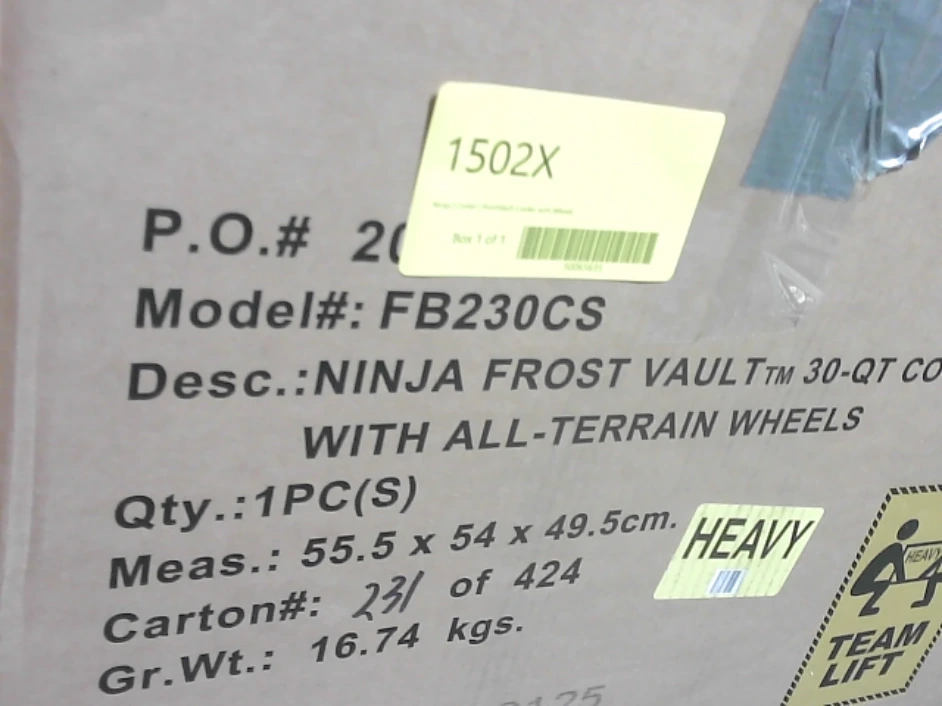 1502X
Box 1 of 1
P.O.# 20
Model#: FB230CS
Desc.:NINJA FROST VAULT™ 30-QT CO
WITH ALL-TERRAIN WHEELS
Qty.:1PC(S)
Meas.: 55.5 x 54 x 49.5cm.
HEAVY
Carton#: 231 of 424
Gr.Wt.: 16.74 kgs.
HEAVY
TEAM
LIFT